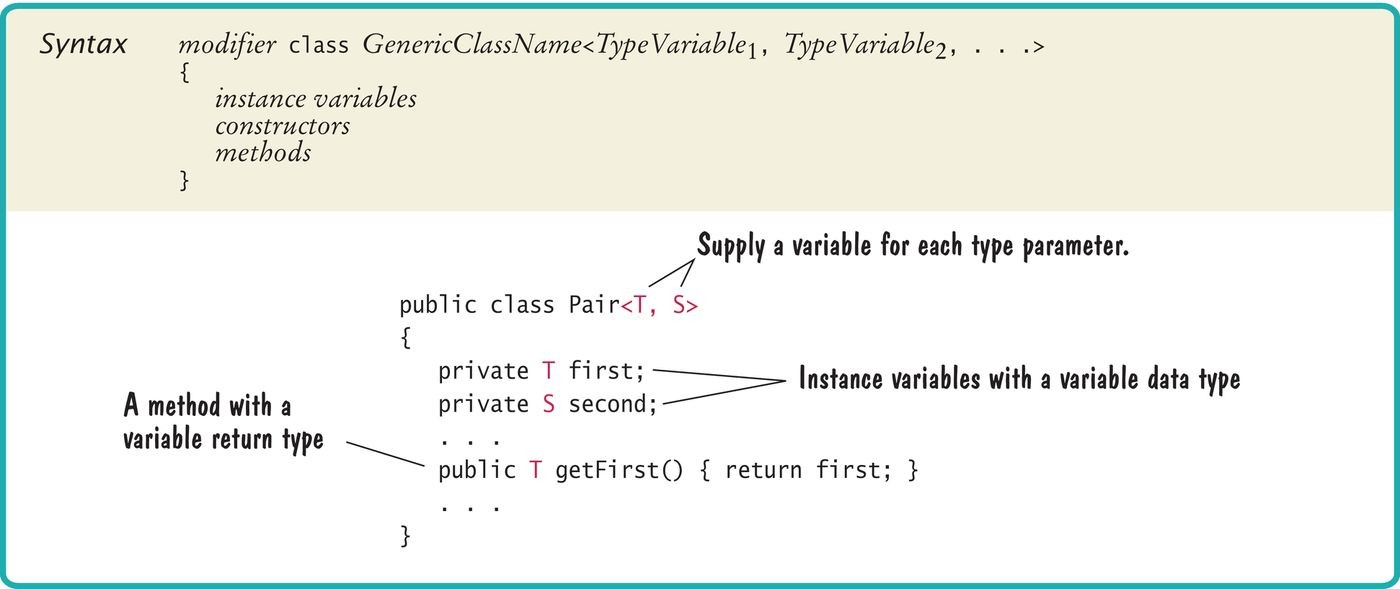 Syntax modifier class GenericClassName<TypeVariable1, TypeVariable2, . . .>
{
instance variables
constructors
methods
}
Supply a variable for each type parameter.
public class Pair<T, S>
{
private T first;
private S second;
Instance variables with a variable data type
. . .
A method with a
variable return type
public T getFirst() { return first; }
. . .
}